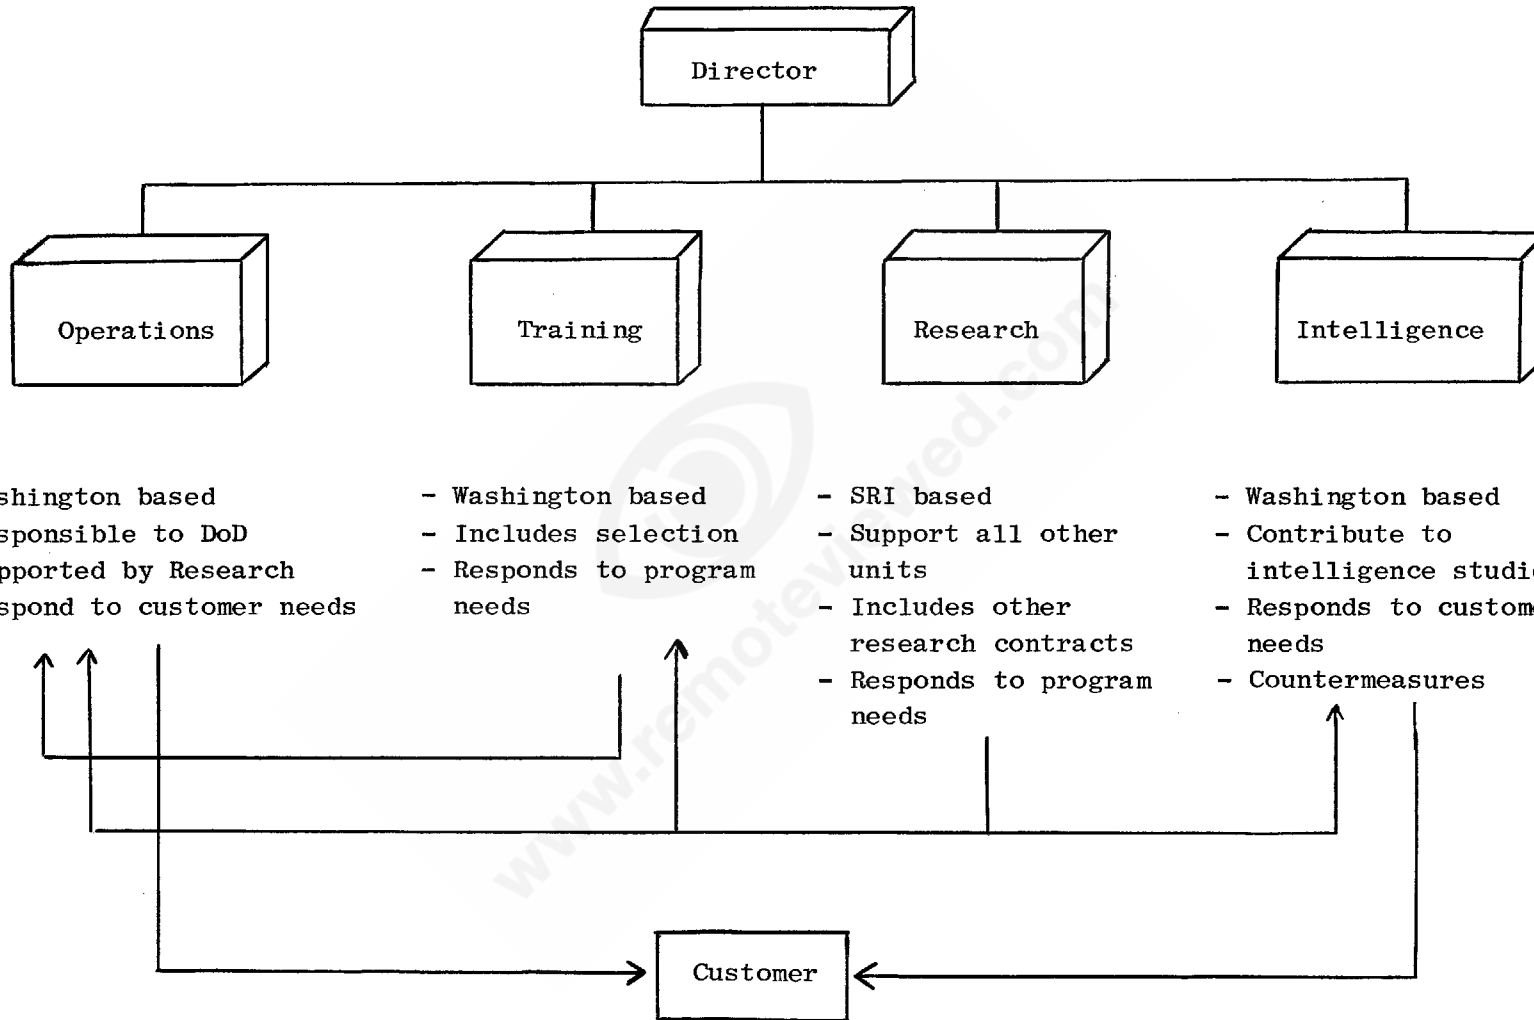 Director
Operations
Training
Research
Intelligence
shington based
sponsible to DoD
pported by Research
spond to customer needs
- Washington based
- Includes selection
- Responds to program
needs
- SRI based
- Support all other
units
- Includes other
research contracts
- Responds to program
needs
- Washington based
- Contribute to
intelligence studi
- Responds to custom
needs
- Countermeasures
Customer
www.remoteviewed.com